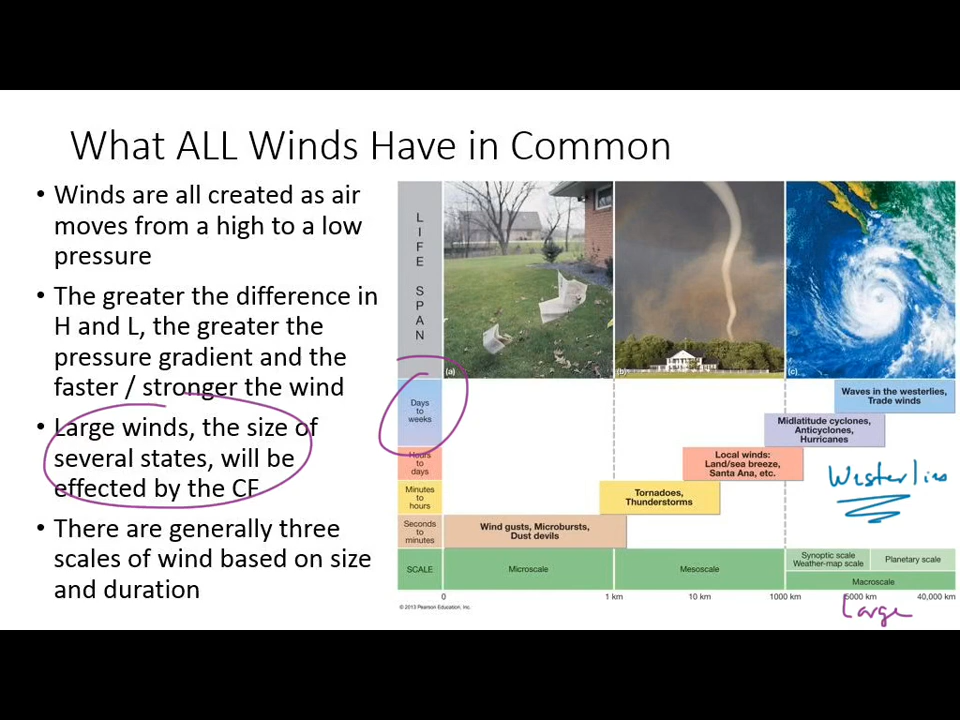 What ALL Winds Have in Common
• Winds are all created as air
moves from a high to a low
pressure
• The greater the difference in
H and L, the greater the
pressure gradient and the
faster / stronger the wind
• Large winds, the size of
several states, will be
effected by the CF
• There are generally three
scales of wind based on size
and duration
LIFE SPAN
(a)
(b)
(c)
Days
to
weeks
Waves in the westerlies,
Trade winds
Midlatitude cyclones,
Anticyclones,
Hurricanes
Hours
to
days
Local winds:
Land/sea breeze,
Santa Ana, etc.
Westerlies
Minutes
to
hours
Tornadoes,
Thunderstorms
Seconds
to
minutes
Wind gusts, Microbursts,
Dust devils
SCALE
Microscale
Mesoscale
Synoptic scale
Weather-map scale
Planetary scale
Macroscale
0
1 km
10 km
1000 km
5000 km
40,000 km
© 2013 Pearson Education, Inc.
Large